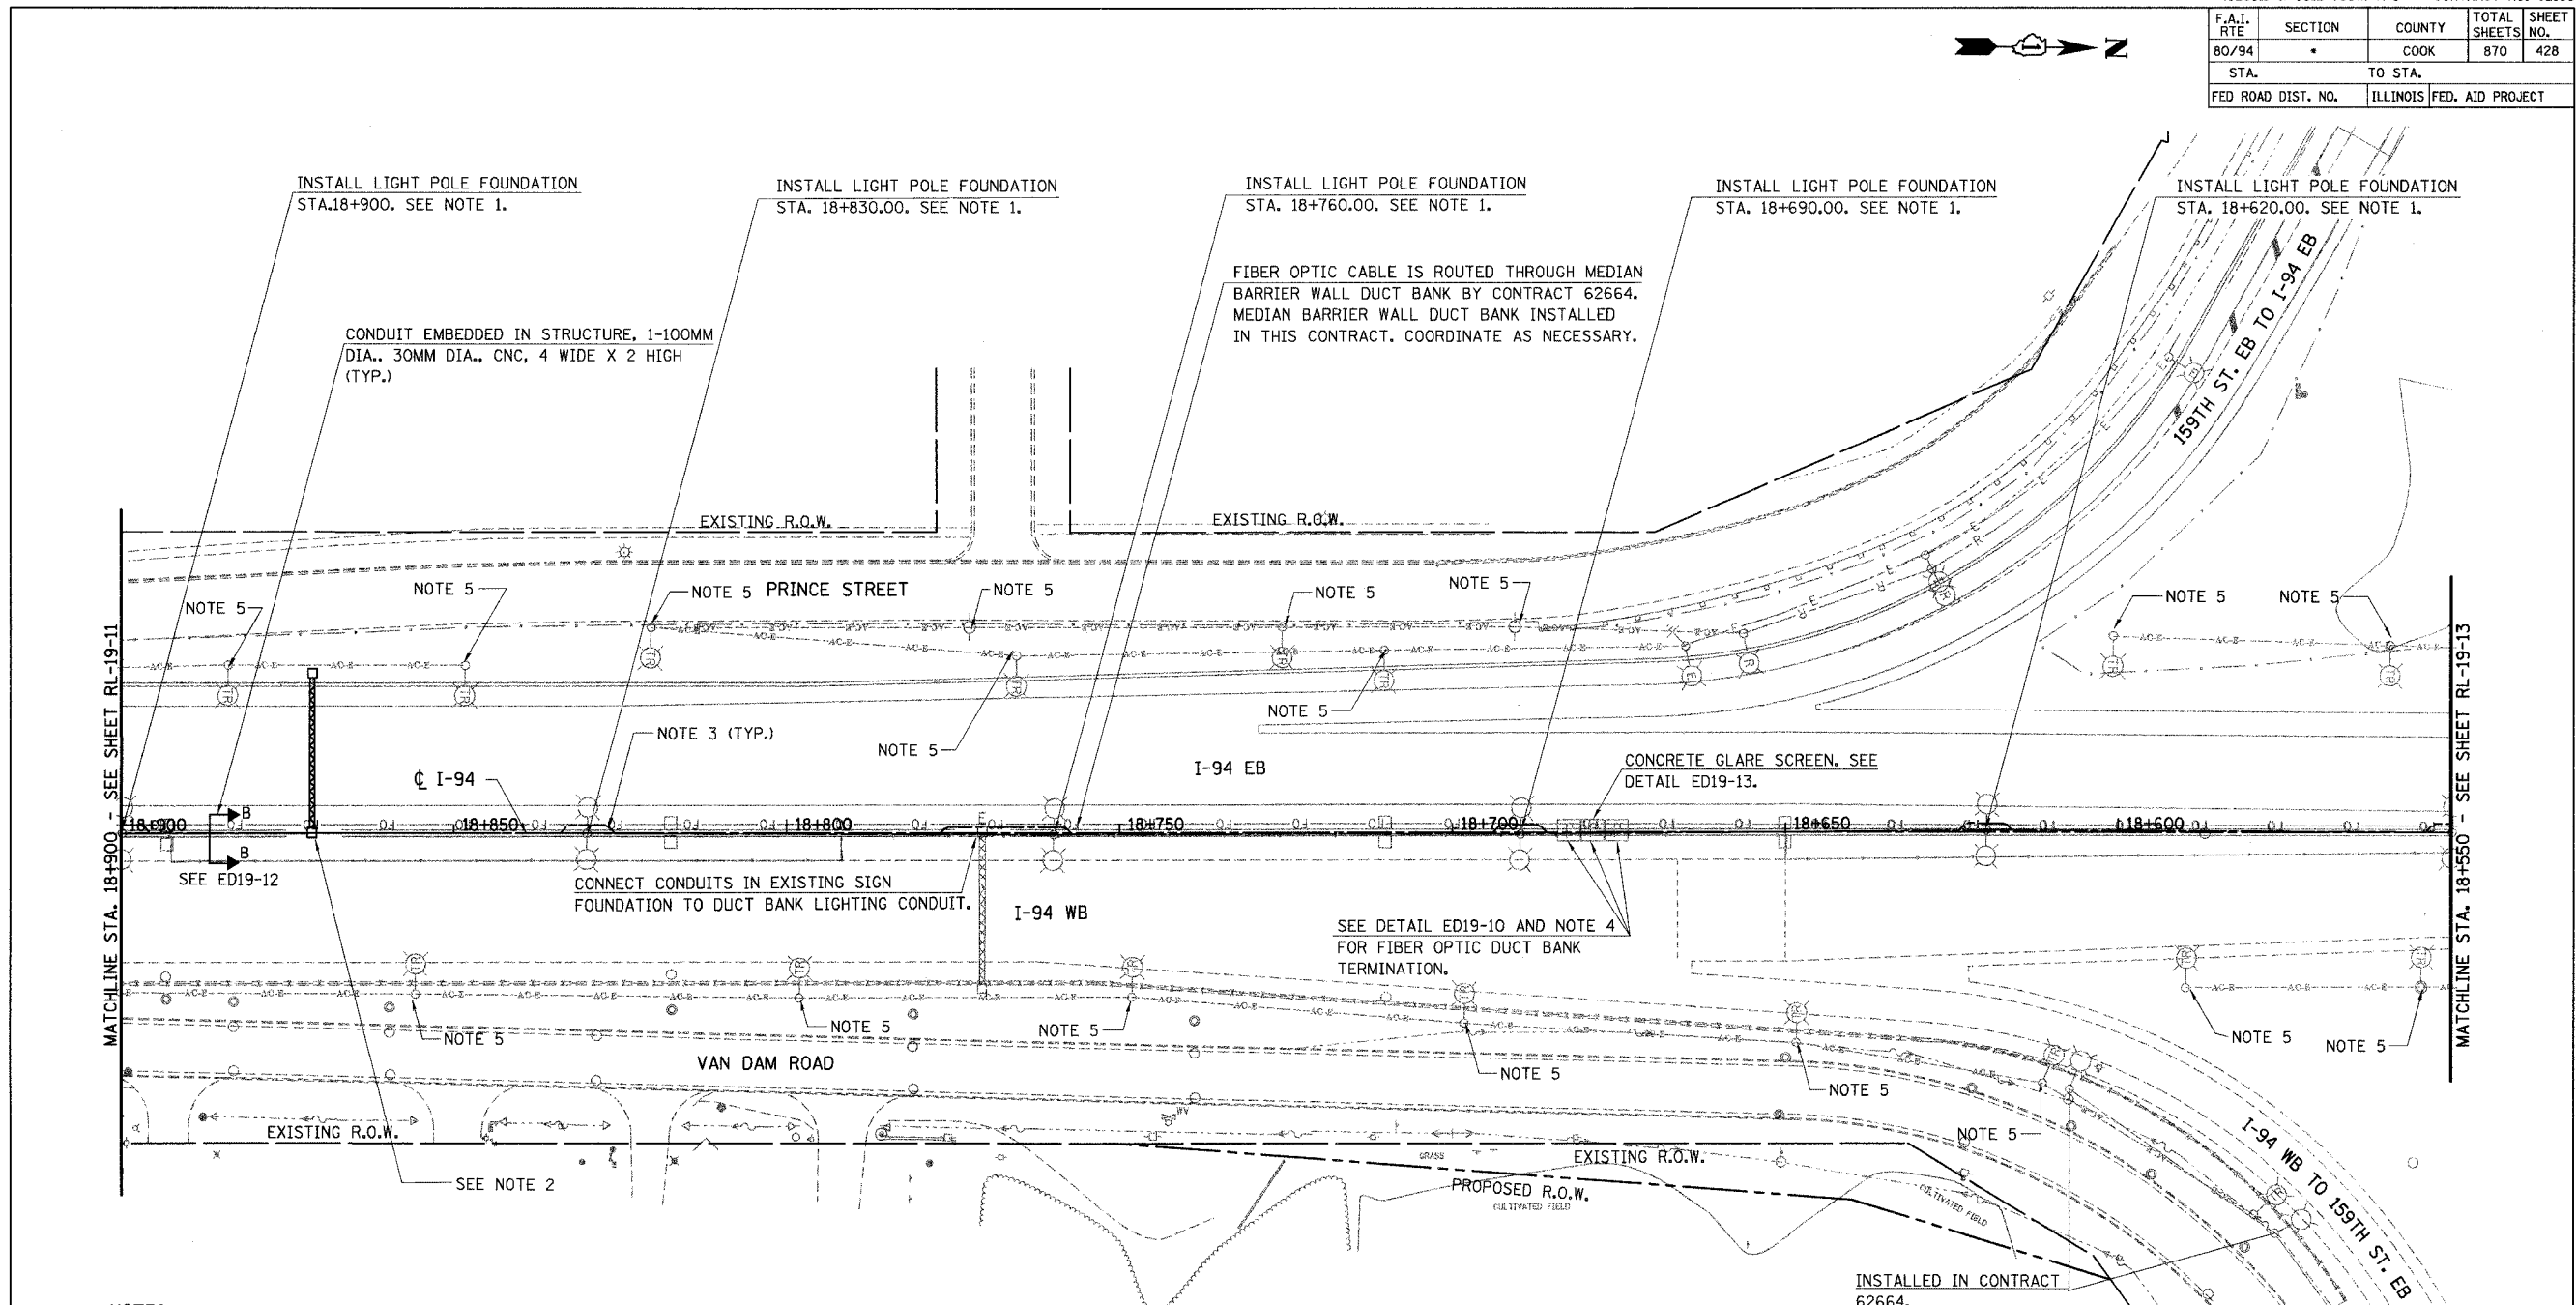 F.A.I. RTE SECTION COUNTY TOTAL SHEETS SHEET NO.
80/94 * COOK 870 428
STA. TO STA.
FED ROAD DIST. NO. ILLINOIS FED. AID PROJECT
N
INSTALL LIGHT POLE FOUNDATION
STA.18+900. SEE NOTE 1.
INSTALL LIGHT POLE FOUNDATION
STA. 18+830.00. SEE NOTE 1.
INSTALL LIGHT POLE FOUNDATION
STA. 18+760.00. SEE NOTE 1.
INSTALL LIGHT POLE FOUNDATION
STA. 18+690.00. SEE NOTE 1.
INSTALL LIGHT POLE FOUNDATION
STA. 18+620.00. SEE NOTE 1.
FIBER OPTIC CABLE IS ROUTED THROUGH MEDIAN
BARRIER WALL DUCT BANK BY CONTRACT 62664.
MEDIAN BARRIER WALL DUCT BANK INSTALLED
IN THIS CONTRACT. COORDINATE AS NECESSARY.
CONDUIT EMBEDDED IN STRUCTURE, 1-100MM
DIA., 30MM DIA., CNC, 4 WIDE X 2 HIGH
(TYP.)
159TH ST. EB TO I-94 EB
EXISTING R.O.W.
EXISTING R.O.W.
NOTE 5
NOTE 5
NOTE 5 PRINCE STREET
NOTE 5
NOTE 5
NOTE 5
NOTE 5
NOTE 5
MATCHLINE STA. 18+900 - SEE SHEET RL-19-11
MATCHLINE STA. 18+550 - SEE SHEET RL-19-13
NOTE 5
NOTE 3 (TYP.)
NOTE 5
℄ I-94
I-94 EB
CONCRETE GLARE SCREEN. SEE
DETAIL ED19-13.
B
18+900 18+850 18+800 18+750 18+700 18+650 18+600
B
SEE ED19-12
CONNECT CONDUITS IN EXISTING SIGN
FOUNDATION TO DUCT BANK LIGHTING CONDUIT.
I-94 WB
SEE DETAIL ED19-10 AND NOTE 4
FOR FIBER OPTIC DUCT BANK
TERMINATION.
NOTE 5
NOTE 5
NOTE 5
NOTE 5
NOTE 5
VAN DAM ROAD
NOTE 5
NOTE 5
WV
EXISTING R.O.W.
NOTE 5
I-94 WB TO 159TH ST. EB
GRASS
EXISTING R.O.W.
SEE NOTE 2
PROPOSED R.O.W.
CULTIVATED FIELD
CULTIVATED FIELD
INSTALLED IN CONTRACT
62664.